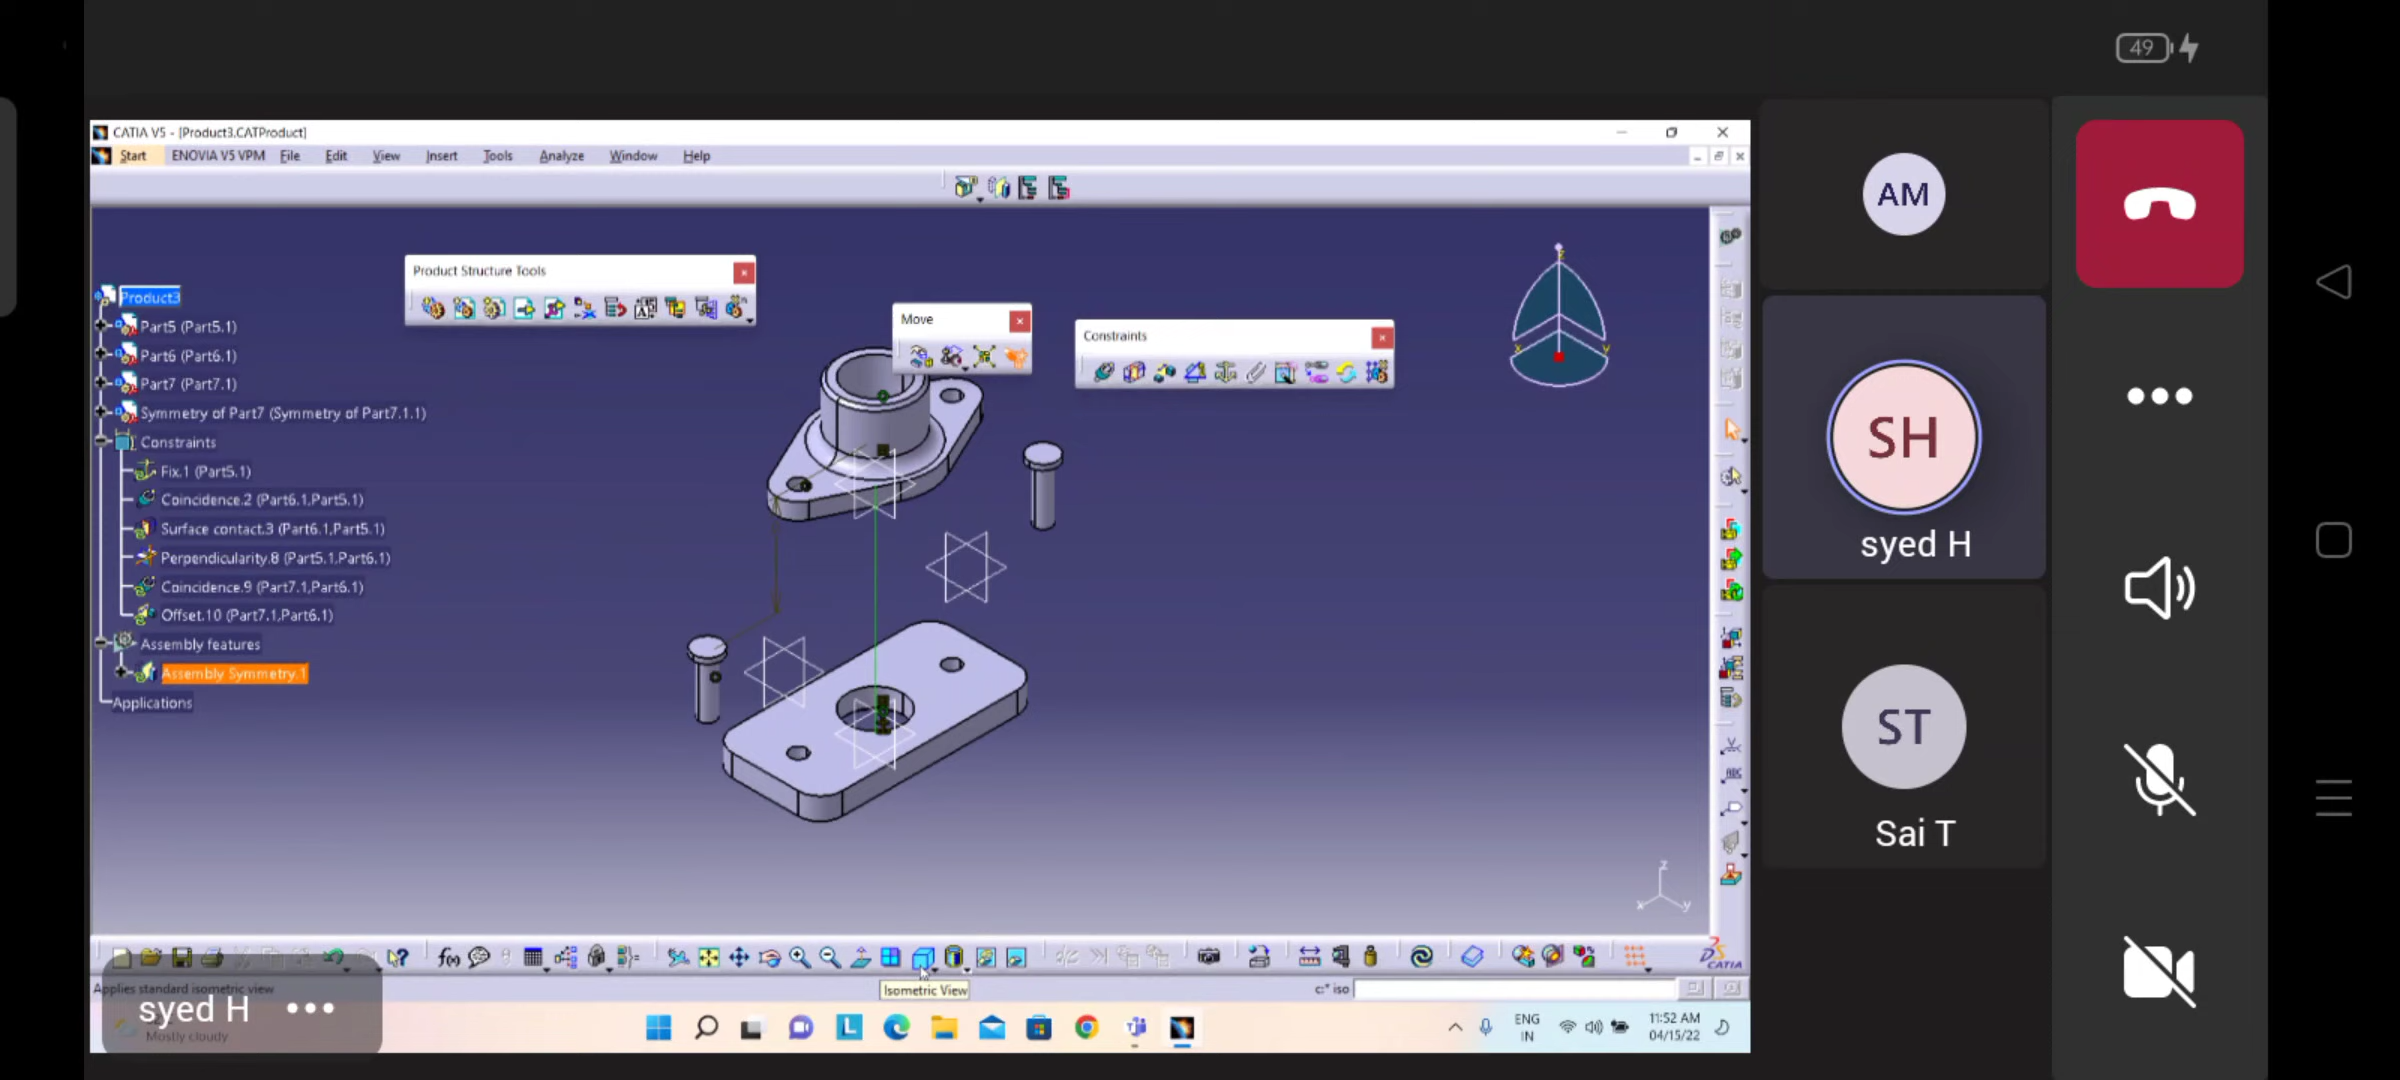 49
CATIA V5 - [Product3.CATProduct]
Start ENOVIA V5 VPM File Edit View Insert Tools Analyze Window Help
Product Structure Tools
Move
Constraints
Product3
Part5 (Part5.1)
Part6 (Part6.1)
Part7 (Part7.1)
Symmetry of Part7 (Symmetry of Part7.1.1)
Constraints
Fix.1 (Part5.1)
Coincidence.2 (Part6.1,Part5.1)
Surface contact.3 (Part6.1,Part5.1)
Perpendicularity.8 (Part5.1,Part6.1)
Coincidence.9 (Part7.1,Part6.1)
Offset.10 (Part7.1,Part6.1)
Assembly features
Assembly Symmetry.1
Applications
z
x y
z
x y
f(x)
ABC
CATIA
Applies standard isometric view
Isometric View
c:* iso
syed H
Mostly cloudy
ENG
IN
11:52 AM
04/15/22
AM
SH
syed H
ST
Sai T